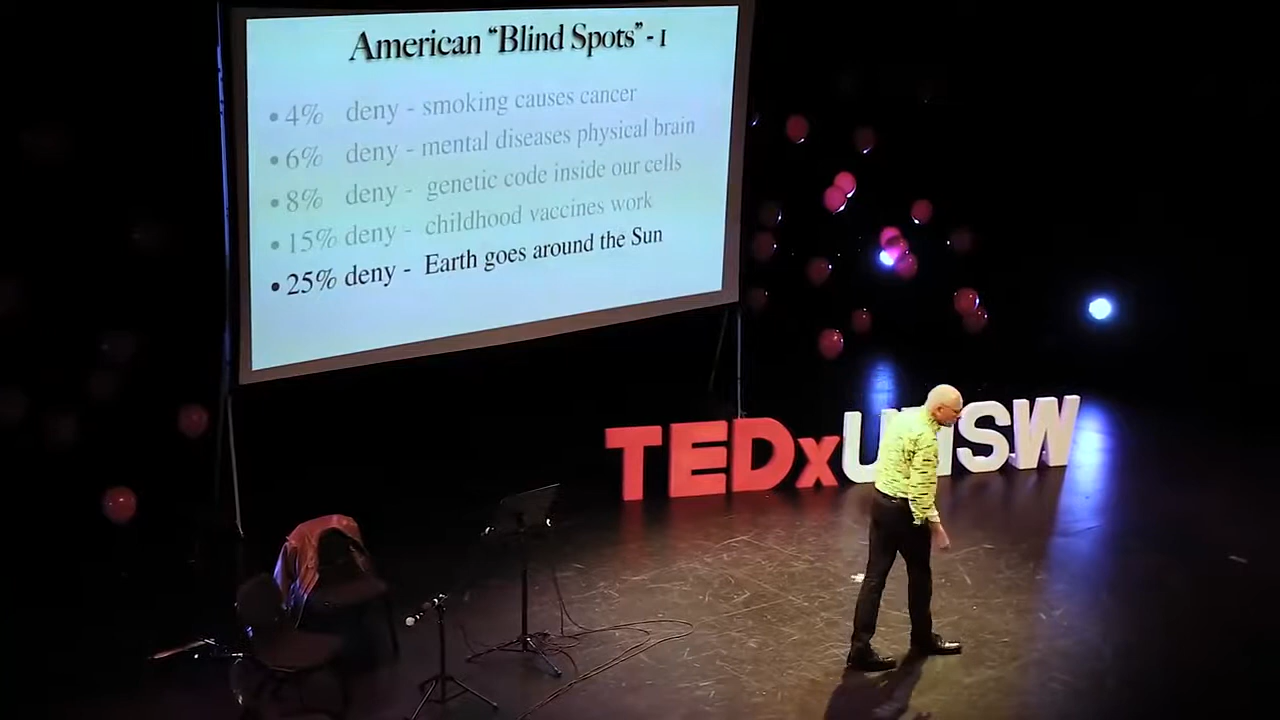 American “Blind Spots” - 1
• 4% deny - smoking causes cancer
• 6% deny - mental diseases physical brain
• 8% deny - genetic code inside our cells
• 15% deny - childhood vaccines work
• 25% deny - Earth goes around the Sun
TEDxUNSW